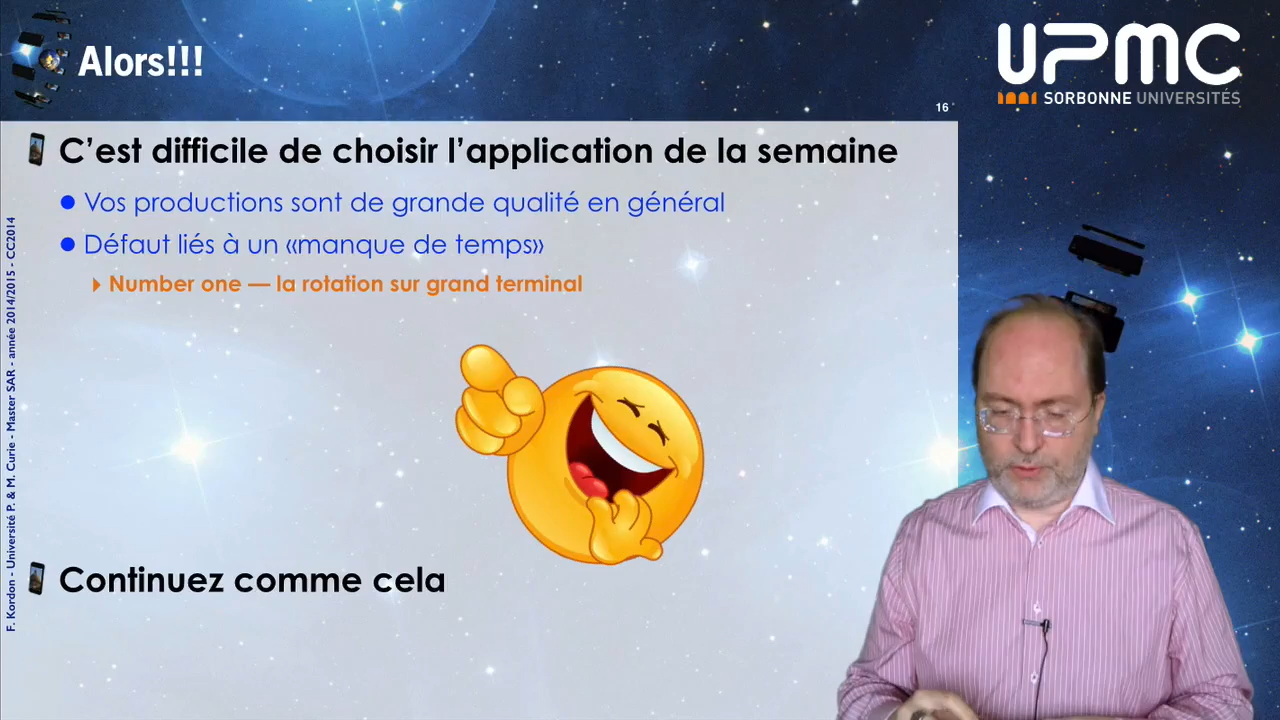 Alors!!!
UPMC
SORBONNE UNIVERSITÉS
16
C’est difficile de choisir l’application de la semaine
Vos productions sont de grande qualité en général
Défaut liés à un «manque de temps»
Number one — la rotation sur grand terminal
Continuez comme cela
F. Kordon - Université P. & M. Curie - Master SAR - année 2014/2015 - CC2014